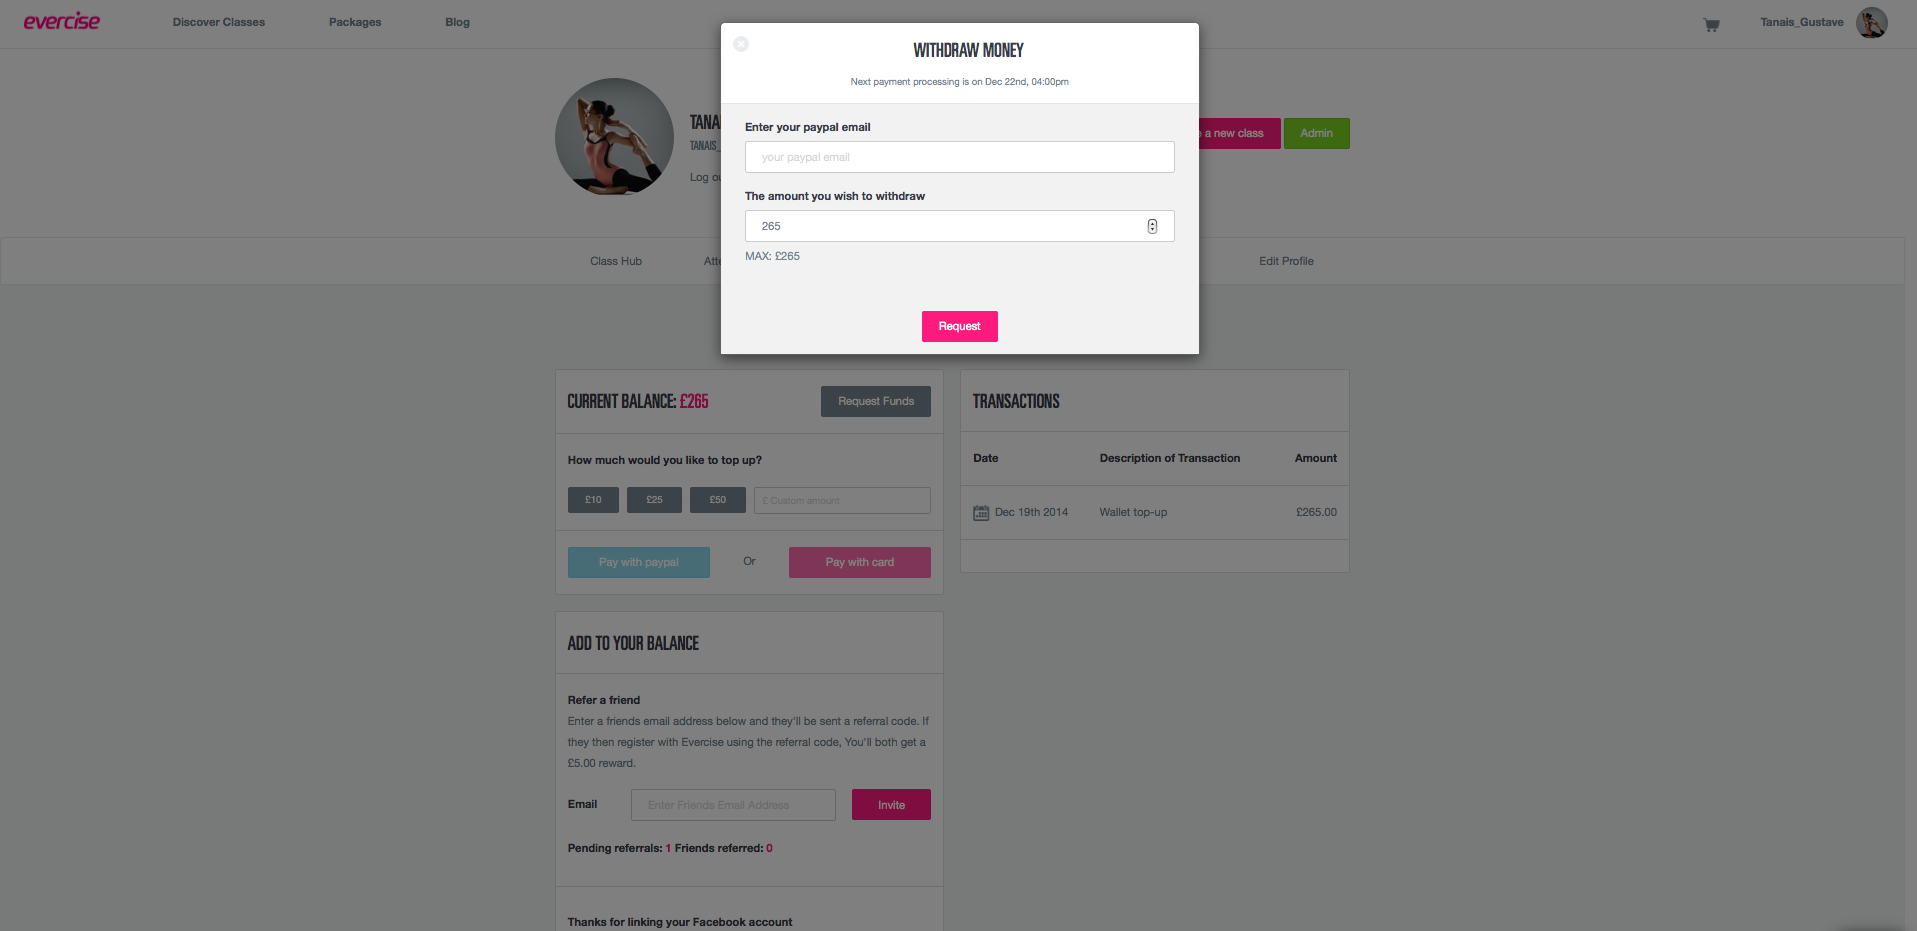 evercise
Discover Classes
Packages
Blog
Tanais_Gustave
WITHDRAW MONEY
Next payment processing is on Dec 22nd, 04:00pm
Enter your paypal email
your paypal email
The amount you wish to withdraw
265
MAX: £265
Request
TANA
TANAIS_
Log ou
e a new class
Admin
Class Hub
Atte
Edit Profile
CURRENT BALANCE: £265
Request Funds
How much would you like to top up?
£10
£25
£50
£ Custom amount
Pay with paypal
Or
Pay with card
TRANSACTIONS
Date
Description of Transaction
Amount
Dec 19th 2014
Wallet top-up
£265.00
ADD TO YOUR BALANCE
Refer a friend
Enter a friends email address below and they'll be sent a referral code. If
they then register with Evercise using the referral code, You'll both get a
£5.00 reward.
Email
Enter Friends Email Address
Invite
Pending referrals: 1 Friends referred: 0
Thanks for linking your Facebook account